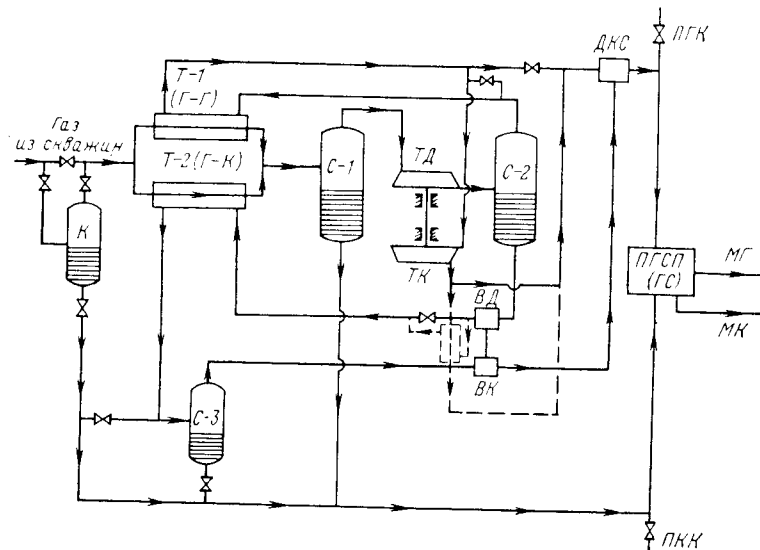 ПГК
ДКС
Т-1
(Г-Г)
Газ
из скважин
Т-2(Г-К)
С-1
ТД
С-2
К
ТК
ПГСП
(ГС)
МГ
МК
ВД
ВК
С-3
ПКК